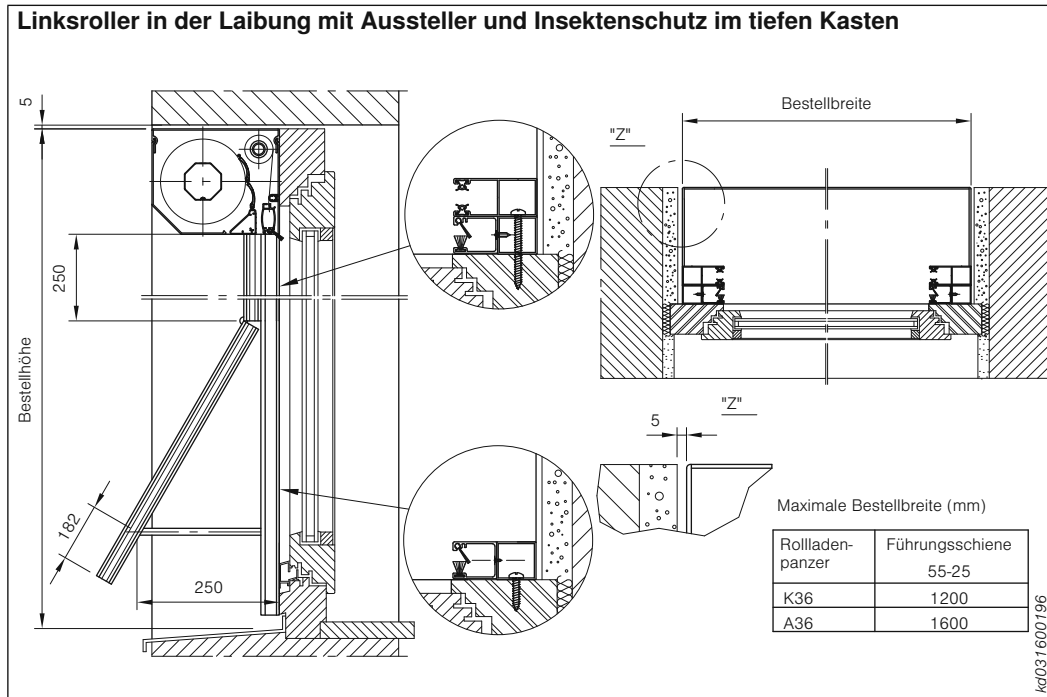 Linksroller in der Laibung mit Aussteller und Insektenschutz im tiefen Kasten
5
250
Bestellhöhe
182
250
Bestellbreite
"Z"
"Z"
5
Maximale Bestellbreite (mm)
Rollladen-
panzer
Führungsschiene
55-25
K36 1200
A36 1600
kd031600196